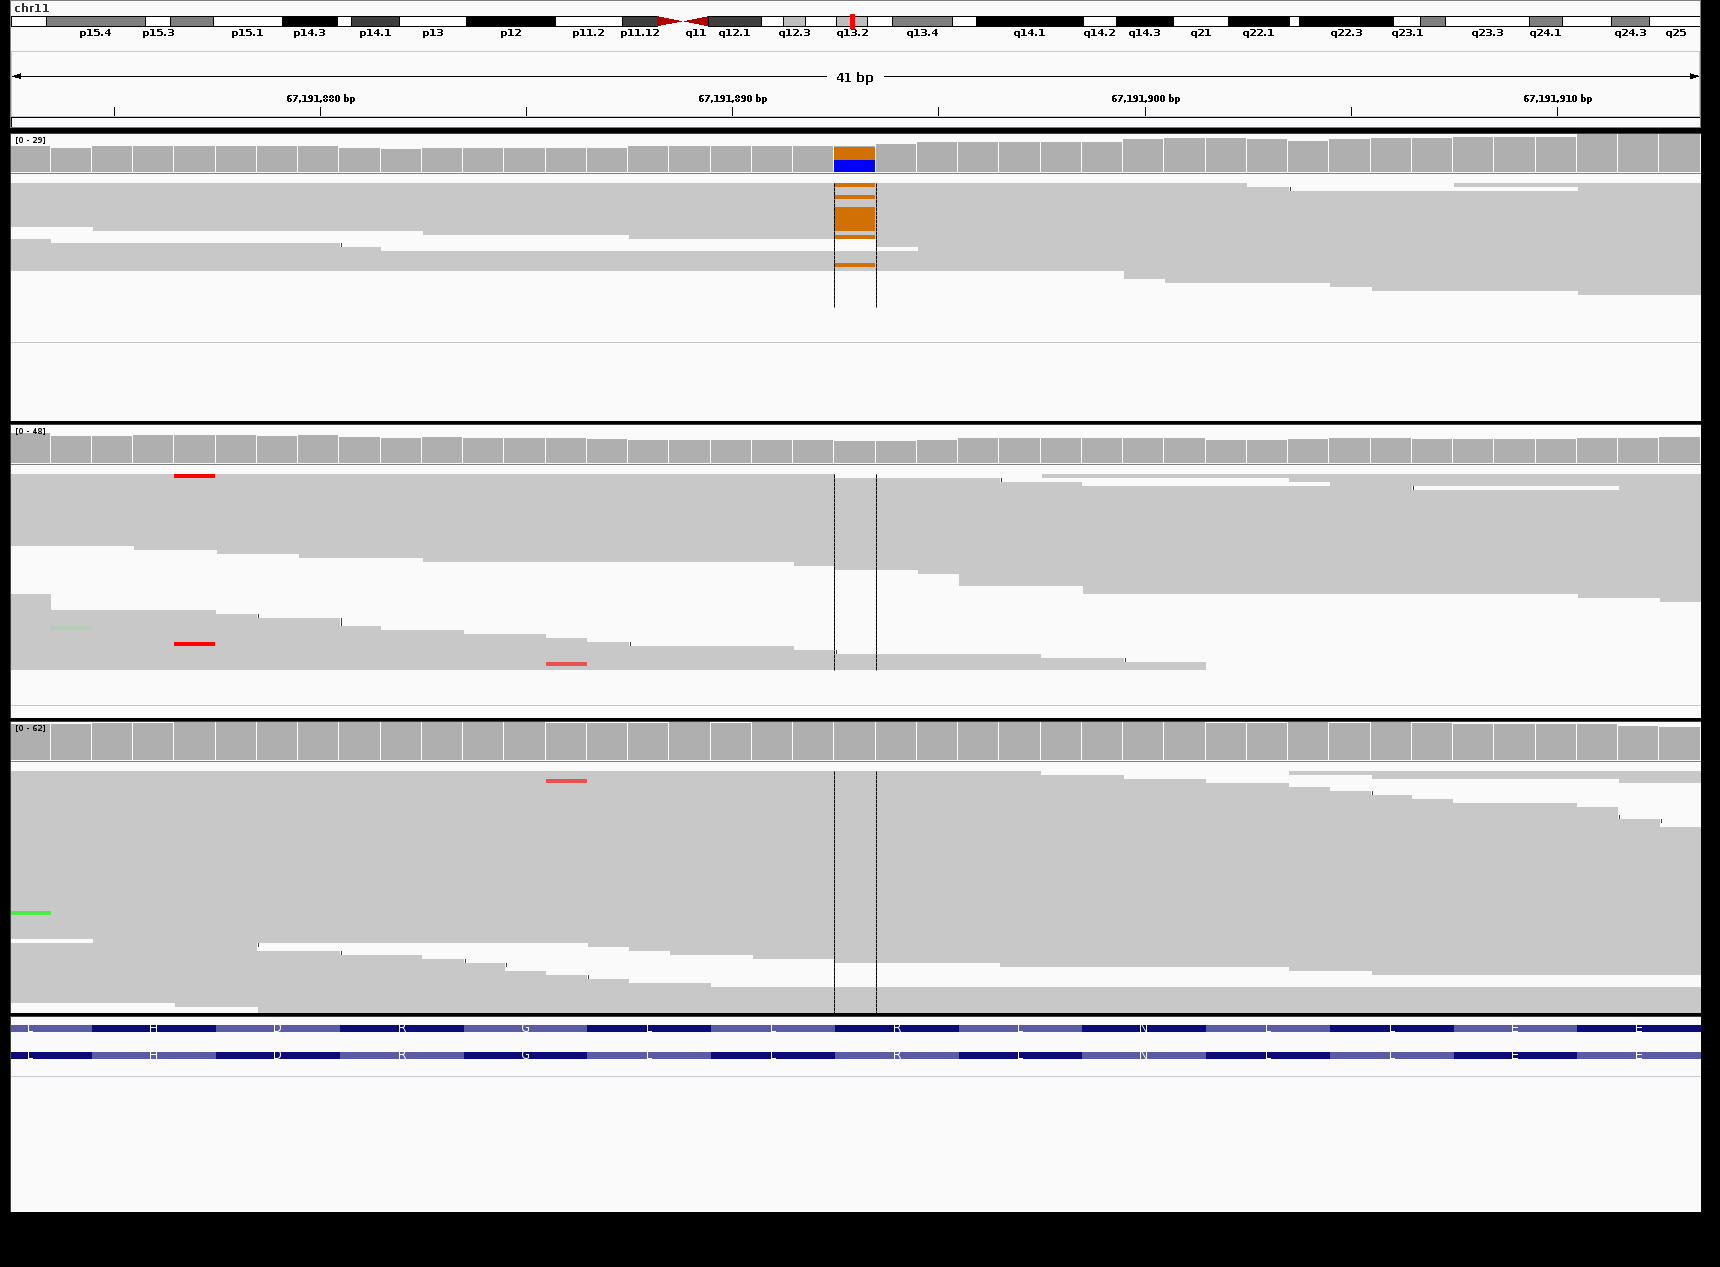 chr11
p15.4 p15.3 p15.1 p14.3 p14.1 p13 p12 p11.2 p11.12 q11 q12.1 q12.3 q13.2 q13.4 q14.1 q14.2 q14.3 q21 q22.1 q22.3 q23.1 q23.3 q24.1 q24.3 q25
41 bp
67,191,880 bp 67,191,890 bp 67,191,900 bp 67,191,910 bp
[0 - 29]
[0 - 48]
[0 - 62]
L H D R G L L R L N L L E E
L H D R G L L R L N L L E E